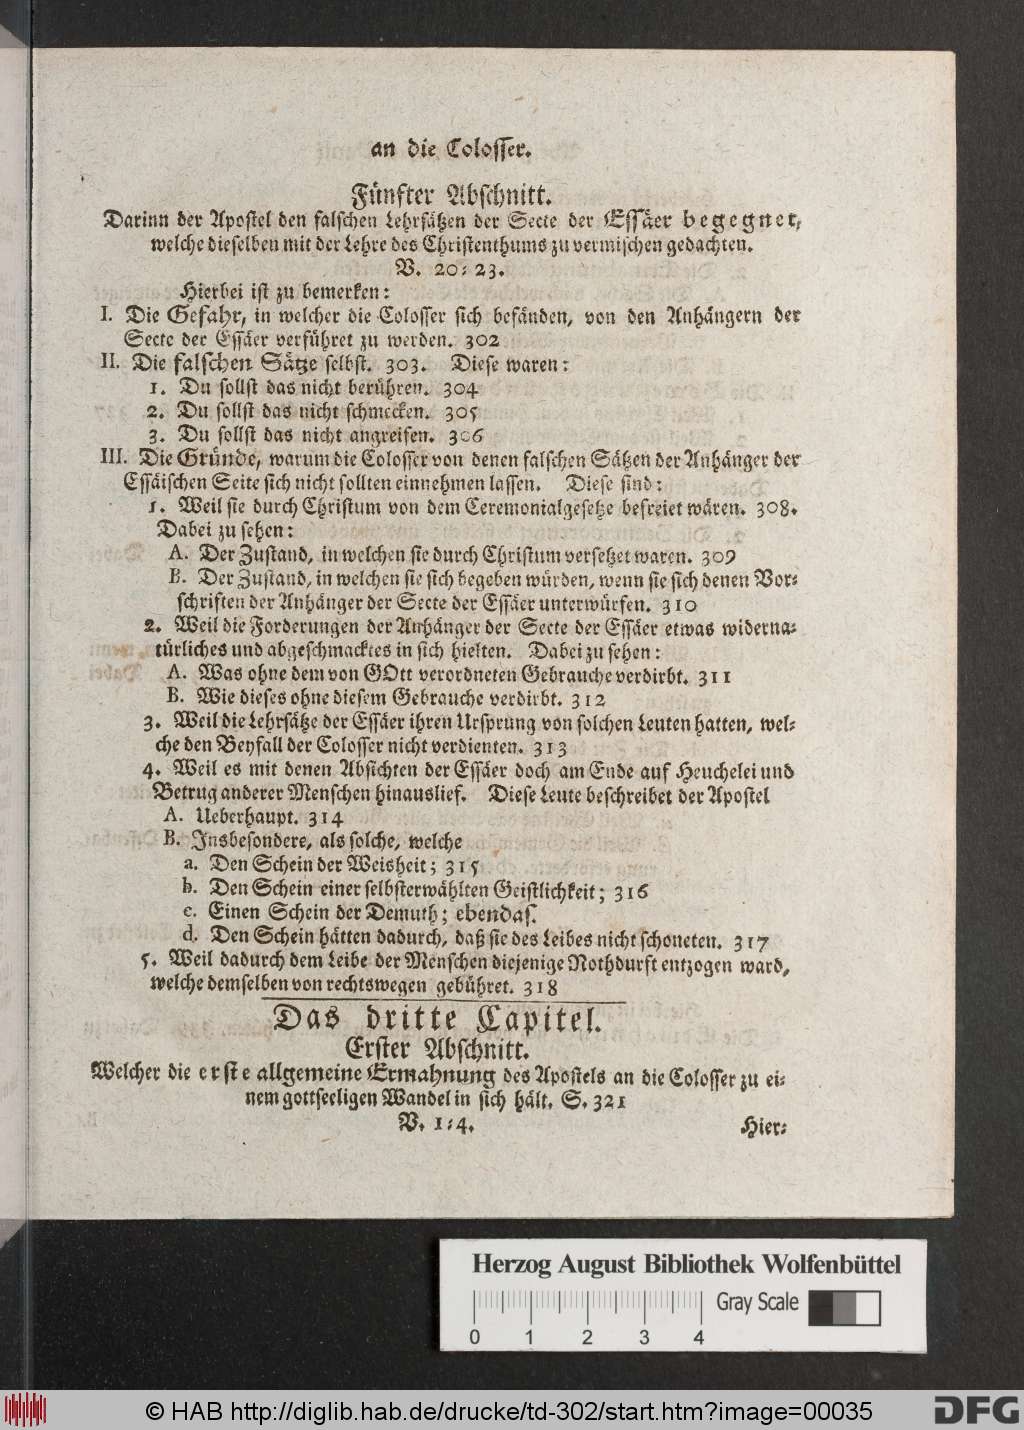 an die Colosser.
Fünfter Abschnitt.
Darinn der Apostel den falschen Lehrsätzen der Secte der Essäer begegnet,
welche dieselben mit der Lehre des Christenthums zu vermischen gedachten.
V. 20-23.
Hierbei ist zu bemerken:
I. Die Gefahr, in welcher die Colosser sich befänden, von den Anhängern der
Secte der Essäer verführet zu werden. 302
II. Die falschen Sätze selbst. 303. Diese waren:
1. Du sollst das nicht berühren. 304
2. Du sollst das nicht schmecken. 305
3. Du sollst das nicht angreifen. 306
III. Die Gründe, warum die Colosser von denen falschen Sätzen der Anhänger der
Essäischen Seite sich nicht sollten einnehmen lassen. Diese sind:
1. Weil sie durch Christum von dem Ceremonialgesetze befreiet wären. 308.
Dabei zu sehen:
A. Der Zustand, in welchen sie durch Christum versetzet waren. 309
B. Der Zustand, in welchen sie sich begeben würden, wenn sie sich denen Vor-
schriften der Anhänger der Secte der Essäer unterwürfen. 310
2. Weil die Forderungen der Anhänger der Secte der Essäer etwas widerna-
türliches und abgeschmacktes in sich hielten. Dabei zu sehen:
A. Was ohne dem von GOtt verordneten Gebrauche verdirbt. 311
B. Wie dieses ohne diesem Gebrauche verdirbt. 312
3. Weil die Lehrsätze der Essäer ihren Ursprung von solchen Leuten hatten, wel-
che den Beyfall der Colosser nicht verdienten. 313
4. Weil es mit denen Absichten der Essäer doch am Ende auf Heuchelei und
Betrug anderer Menschen hinauslief. Diese Leute beschreibet der Apostel
A. Ueberhaupt. 314
B. Insbesondere, als solche, welche
a. Den Schein der Weisheit; 315
b. Den Schein einer selbsterwählten Geistlichkeit; 316
c. Einen Schein der Demuth; ebendas.
d. Den Schein hätten dadurch, daß sie des Leibes nicht schoneten. 317
5. Weil dadurch dem Leibe der Menschen diejenige Nothdurft entzogen ward,
welche demselben von rechtswegen gebühret. 318
Das dritte Capitel.
Erster Abschnitt.
Welcher die erste allgemeine Ermahnung des Apostels an die Colosser zu ei-
nem gottseeligen Wandel in sich hält. S. 321
V. 1-4.
Hier-
Herzog August Bibliothek Wolfenbüttel
Gray Scale
0 1 2 3 4
© HAB http://diglib.hab.de/drucke/td-302/start.htm?image=00035
DFG